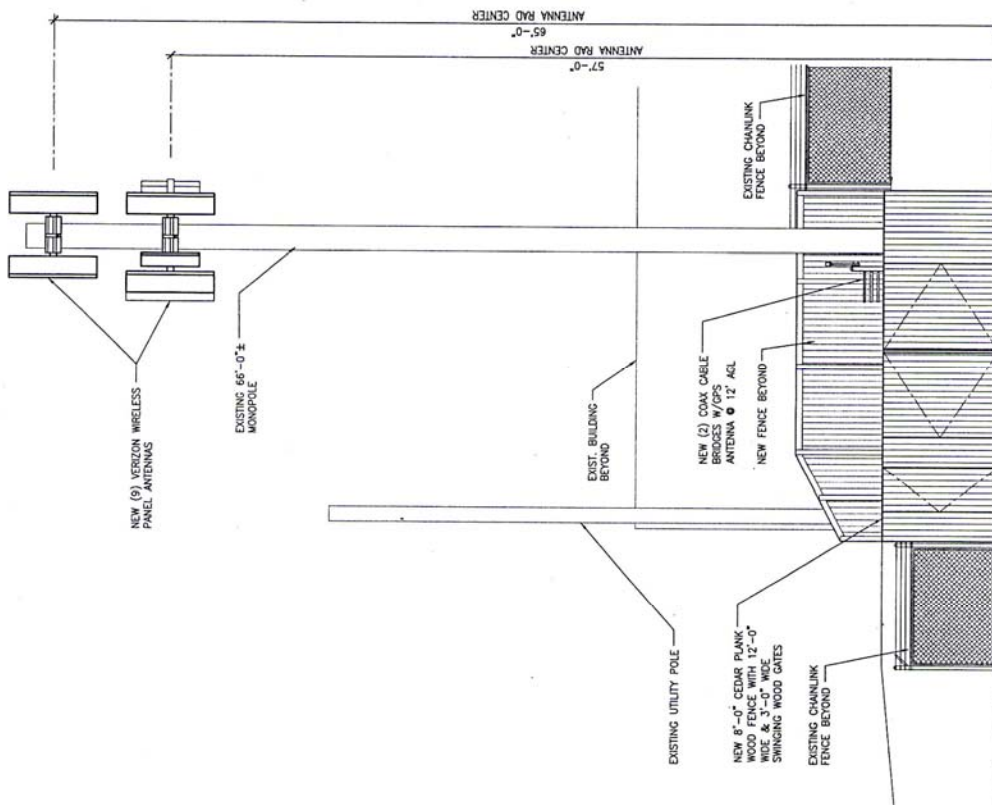 ANTENNA RAD CENTER
65'-0"
ANTENNA RAD CENTER
57'-0"
NEW (9) VERIZON WIRELESS
PANEL ANTENNAS
EXISTING 66'-0"±
MONOPOLE
EXISTING CHAINLINK
FENCE BEYOND
EXIST. BUILDING
BEYOND
NEW (2) COAX CABLE
BRIDGES W/GPS
ANTENNA @ 12' AGL
NEW FENCE BEYOND
EXISTING UTILITY POLE
NEW 8'-0" CEDAR PLANK
WOOD FENCE WITH 12'-0"
WIDE & 3'-0" WIDE
SWINGING WOOD GATES
EXISTING CHAINLINK
FENCE BEYOND